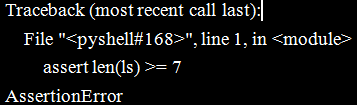 Traceback (most recent call last):
File "<pyshell#168>", line 1, in <module>
assert len(ls) >= 7
AssertionError